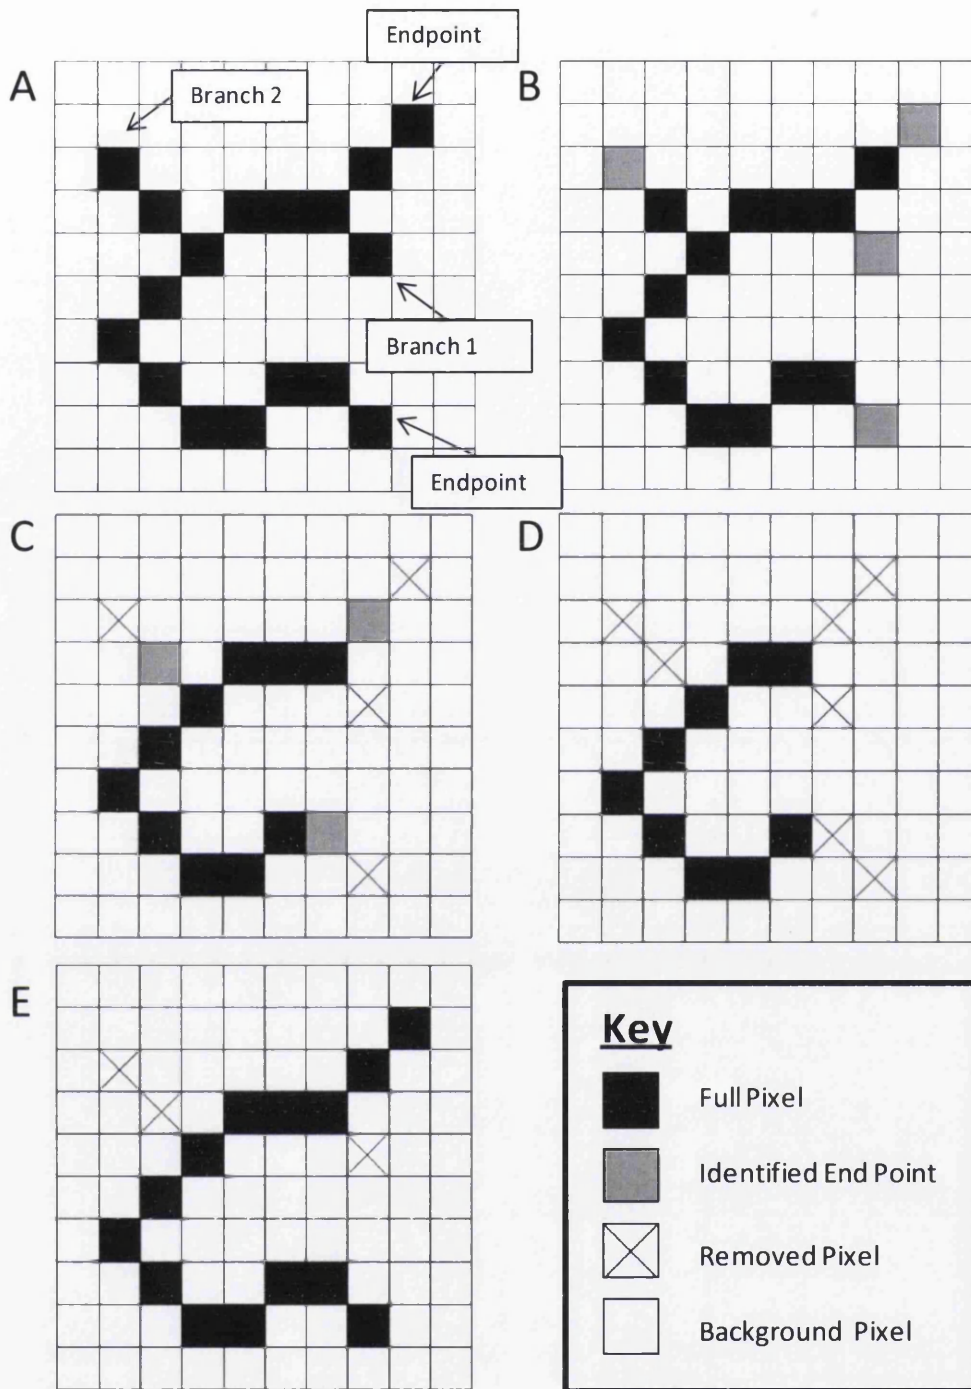 Endpoint
A
Branch 2
B
Branch 1
Endpoint
C
D
E
Key
Full Pixel
Identified End Point
Removed Pixel
Background Pixel